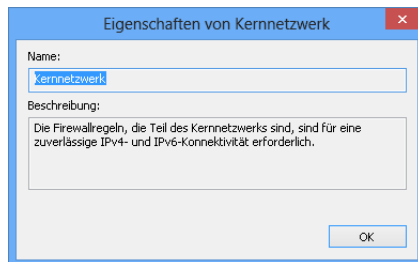 Eigenschaften von Kernnetzwerk
Name:
Kernnetzwerk
Beschreibung:
Die Firewallregeln, die Teil des Kernnetzwerks sind, sind für eine
zuverlässige IPv4- und IPv6-Konnektivität erforderlich.
OK